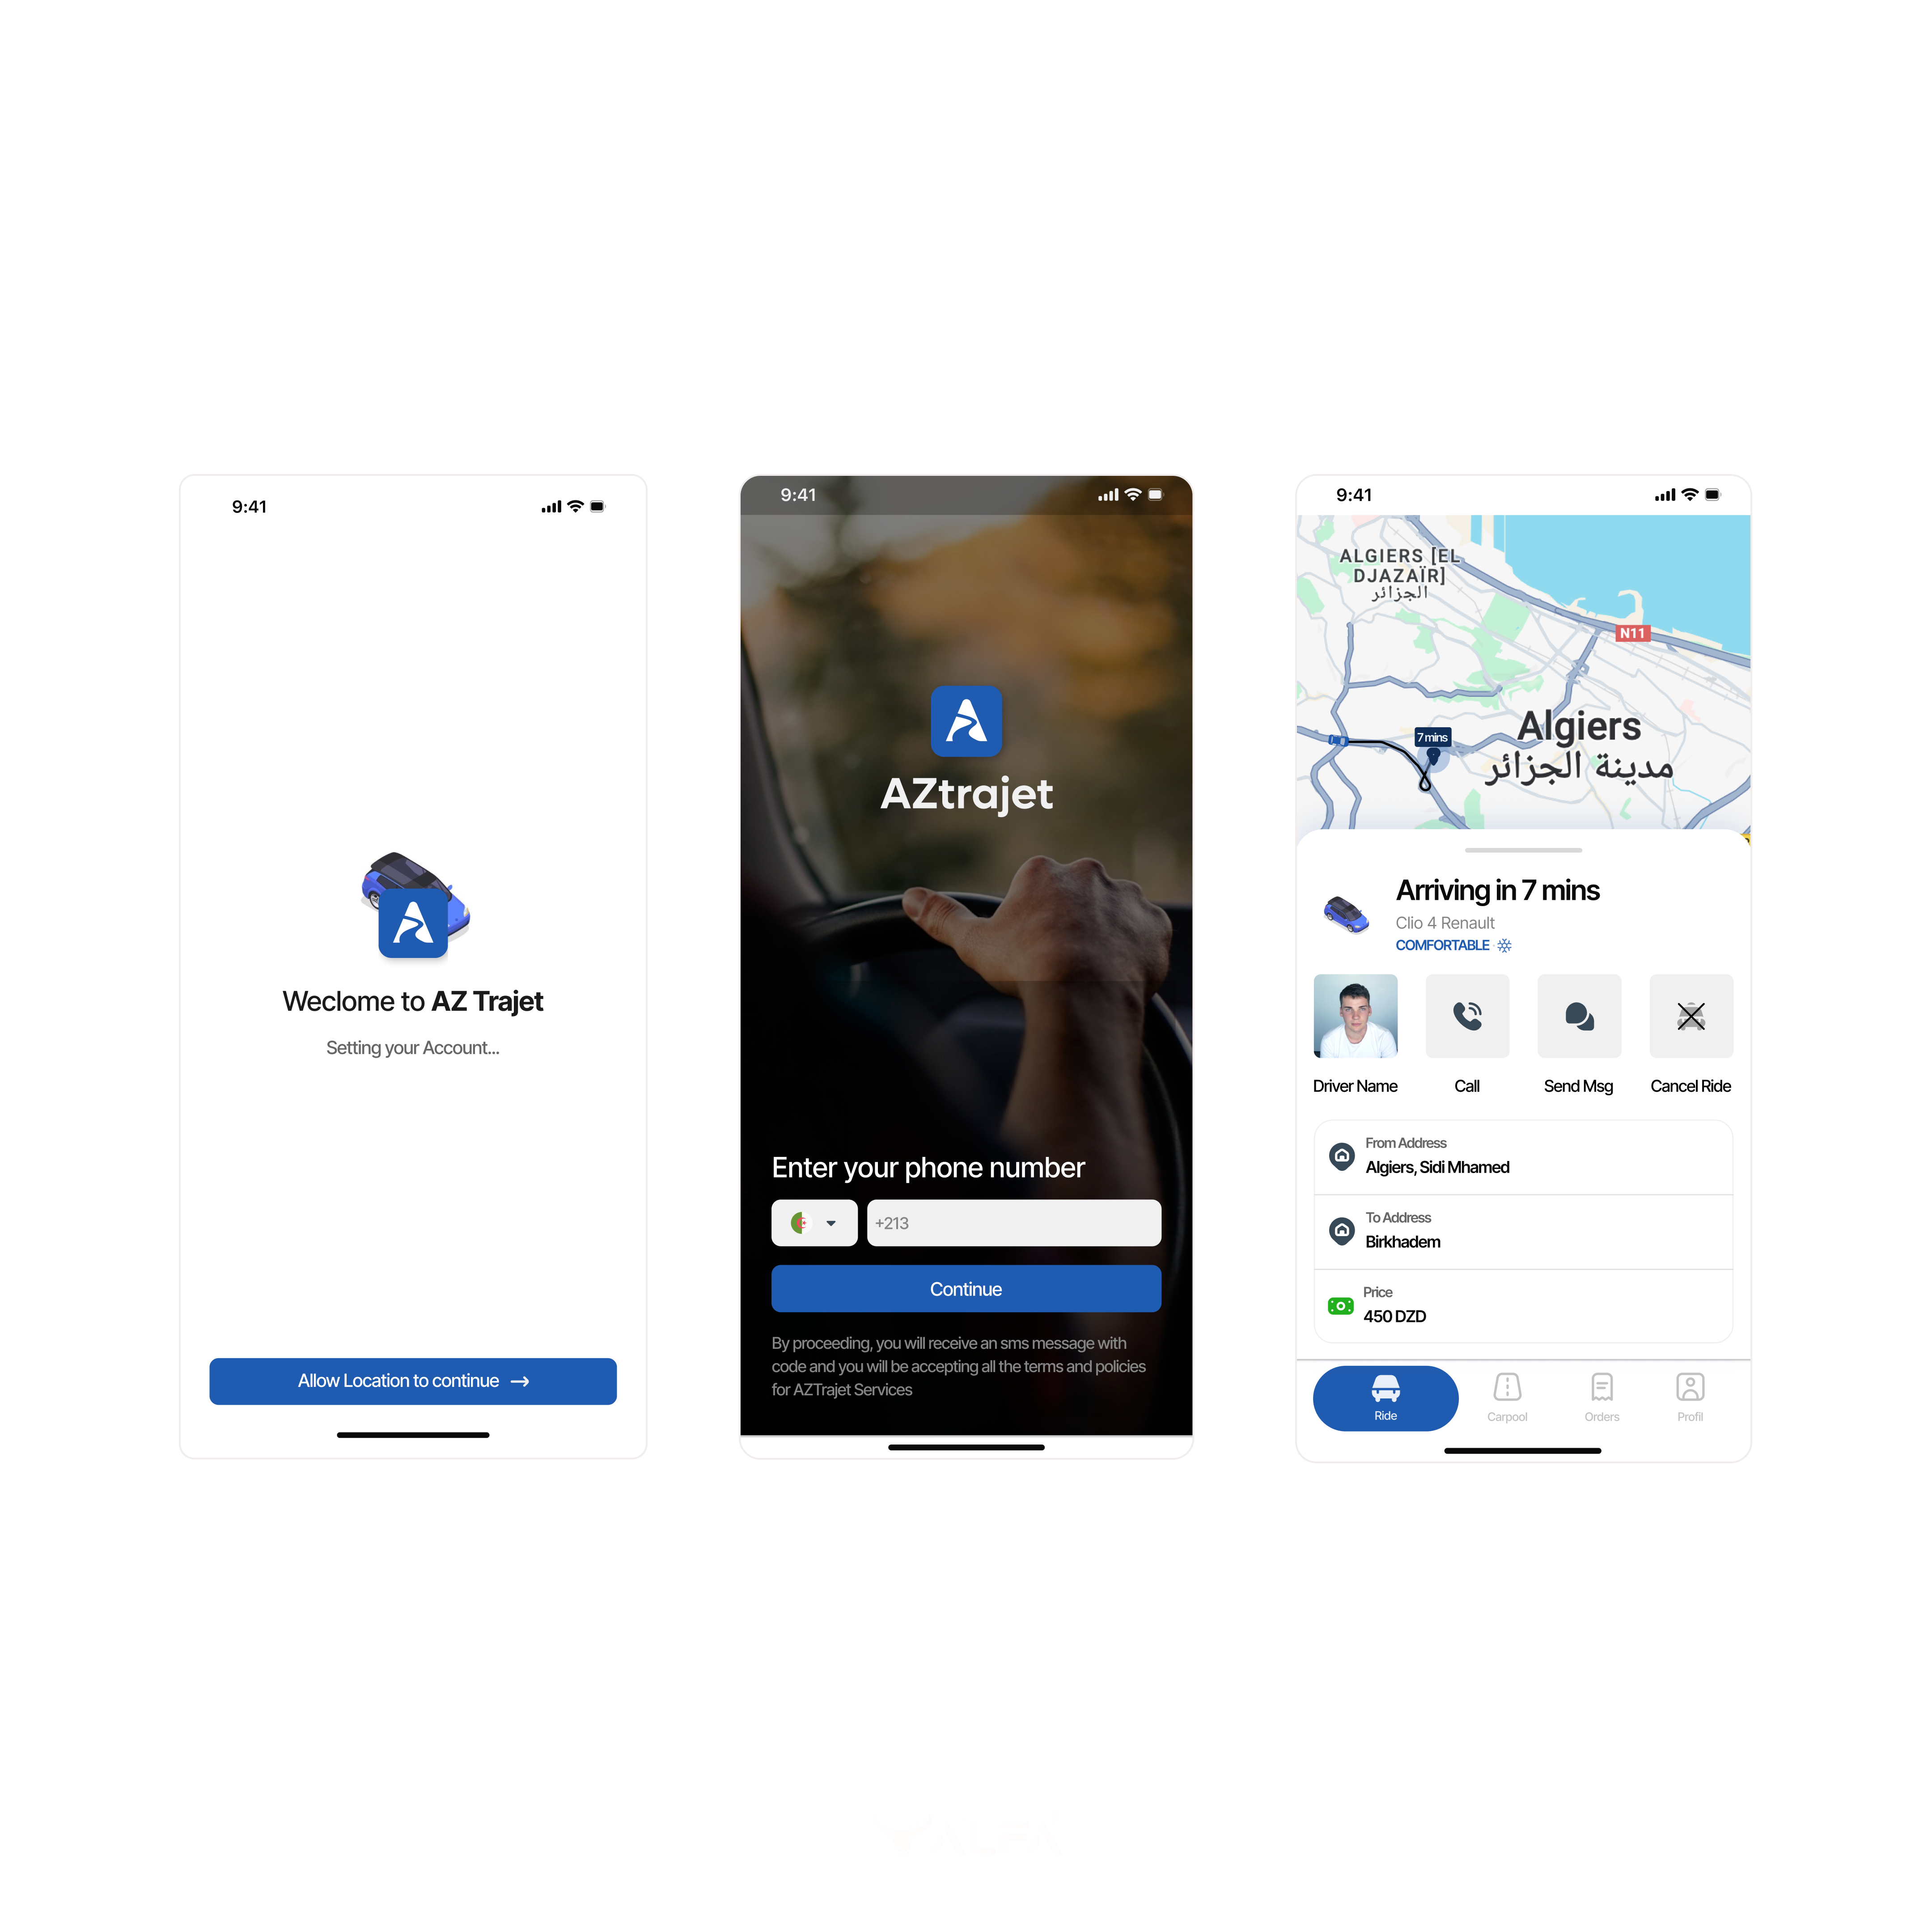 9:41
Weclome to AZ Trajet
Setting your Account...
Allow Location to continue
9:41
AZtrajet
Enter your phone number
+213
Continue
By proceeding, you will receive an sms message with
code and you will be accepting all the terms and policies
for AZTrajet Services
9:41
ALGIERS [EL
DJAZAÏR]
الجزائر
N11
Algiers
مدينة الجزائر
7 mins
Arriving in 7 mins
Clio 4 Renault
COMFORTABLE
Driver Name
Call
Send Msg
Cancel Ride
From Address
Algiers, Sidi Mhamed
To Address
Birkhadem
Price
450 DZD
Ride
Carpool
Orders
Profil